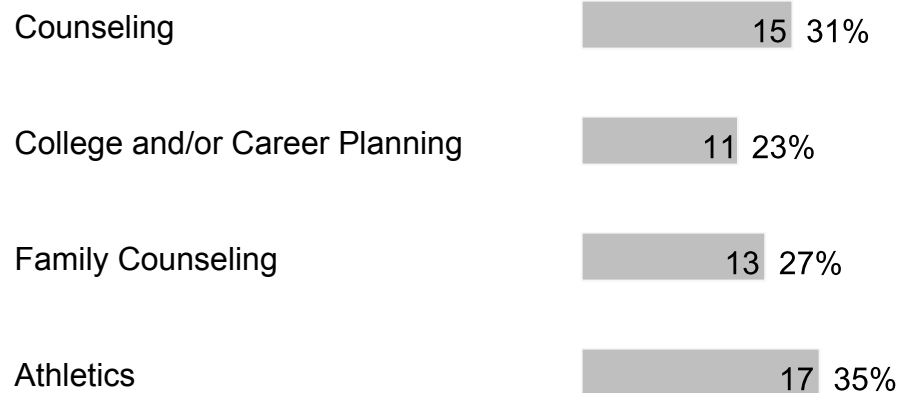 Counseling 15 31%
College and/or Career Planning 11 23%
Family Counseling 13 27%
Athletics 17 35%